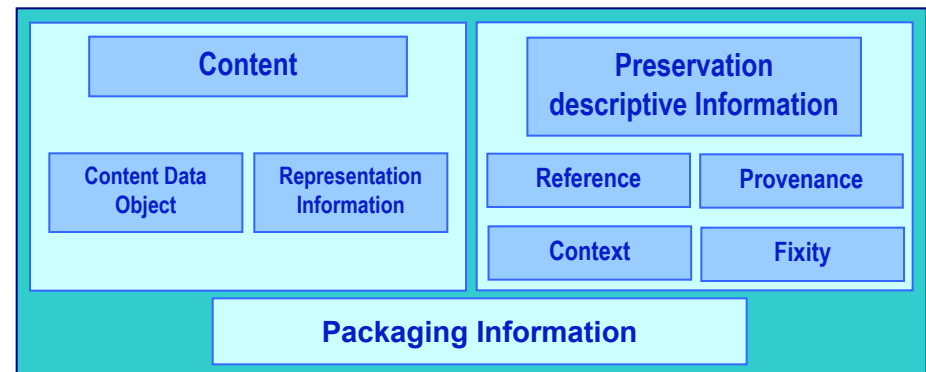 Content
Content Data
Object
Representation
Information
Preservation
descriptive Information
Reference
Provenance
Context
Fixity
Packaging Information